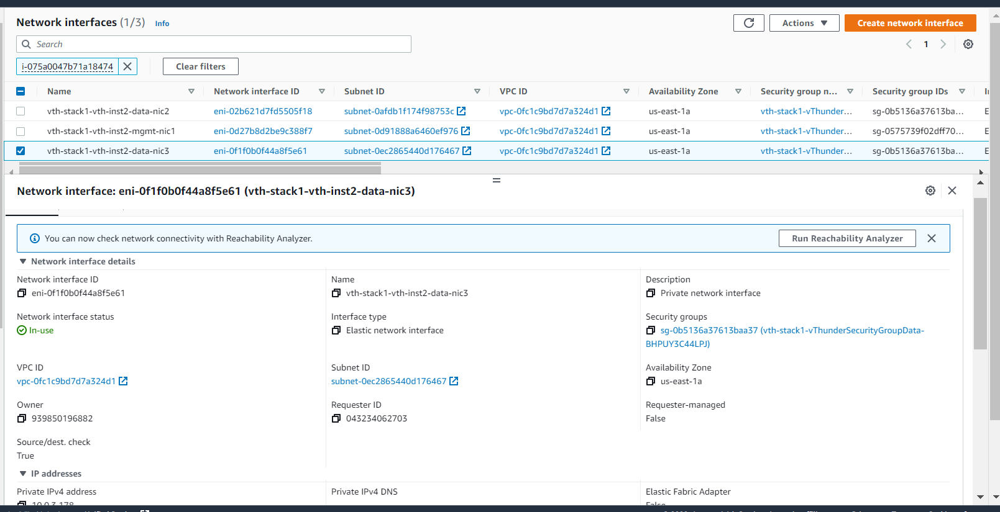 Network interfaces (1/3) Info
Actions
Create network interface
Search
1
i-075a0047b71a18474
Clear filters
Name Network interface ID Subnet ID VPC ID Availability Zone Security group n... Security group IDs
vth-stack1-vth-inst2-data-nic2 eni-02b621d7fd5505f18 subnet-0afdb1f174f98753c vpc-0fc1c9bd7d7a324d1 us-east-1a vth-stack1-vThunder... sg-0b5136a37613ba...
vth-stack1-vth-inst2-mgmt-nic1 eni-0d27b8d2be9c388f7 subnet-0d91888a6460ef976 vpc-0fc1c9bd7d7a324d1 us-east-1a vth-stack1-vThunder... sg-0575739f02dff70...
vth-stack1-vth-inst2-data-nic3 eni-0f1f0b0f44a8f5e61 subnet-0ec2865440d176467 vpc-0fc1c9bd7d7a324d1 us-east-1a vth-stack1-vThunder... sg-0b5136a37613ba...
Network interface: eni-0f1f0b0f44a8f5e61 (vth-stack1-vth-inst2-data-nic3)
You can now check network connectivity with Reachability Analyzer.
Run Reachability Analyzer
Network interface details
Network interface ID
eni-0f1f0b0f44a8f5e61
Name
vth-stack1-vth-inst2-data-nic3
Description
Private network interface
Network interface status
In-use
Interface type
Elastic network interface
Security groups
sg-0b5136a37613baa37 (vth-stack1-vThunderSecurityGroupData-
BHPUY3C44LPJ)
VPC ID
vpc-0fc1c9bd7d7a324d1
Subnet ID
subnet-0ec2865440d176467
Availability Zone
us-east-1a
Owner
939850196882
Requester ID
043234062703
Requester-managed
False
Source/dest. check
True
IP addresses
Private IPv4 address
10.0.3.178
Private IPv4 DNS
Elastic Fabric Adapter
False